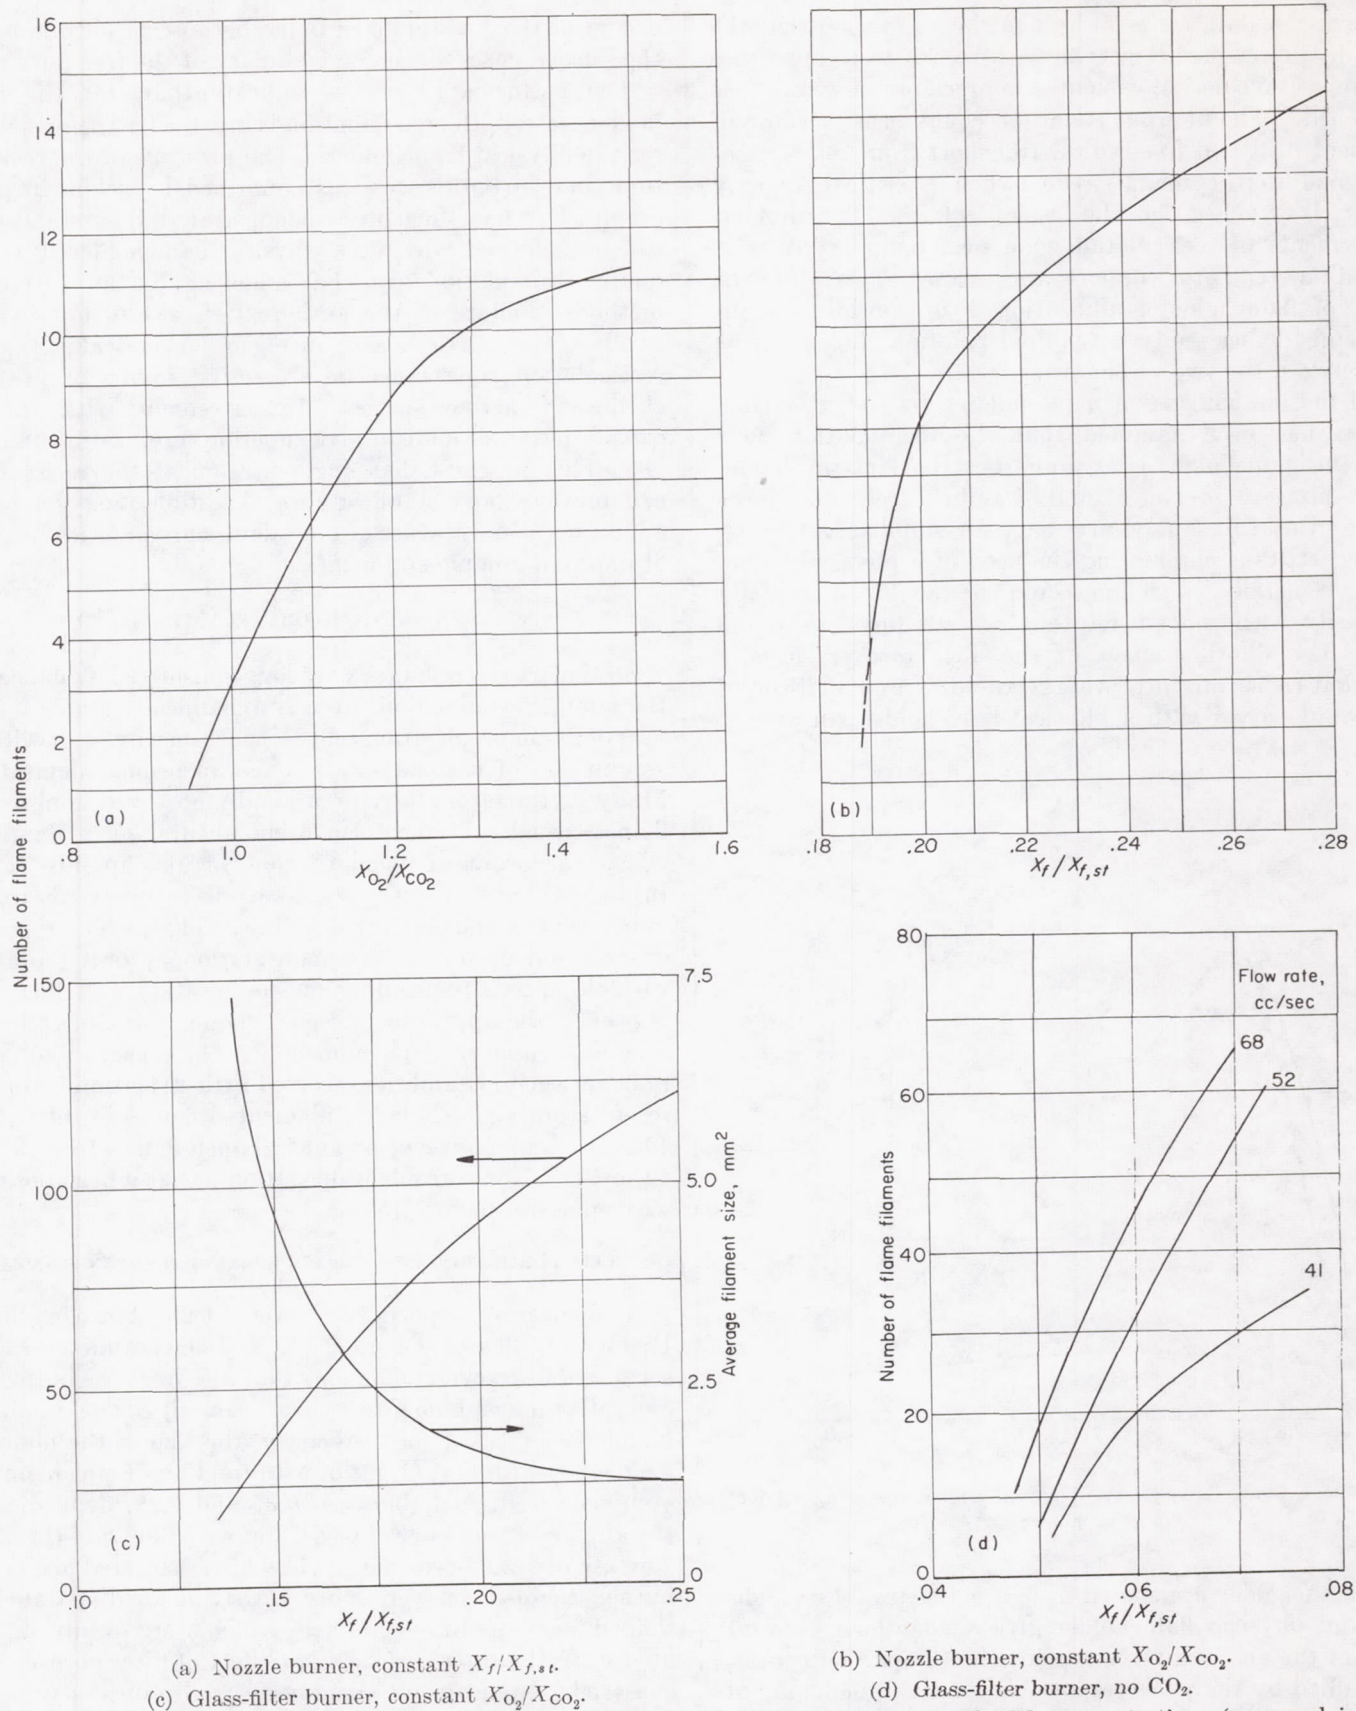 16
14
12
10
8
6
4
2
0
Number of flame filaments
(a)
.8
1.0
1.2
1.4
1.6
X_O2/X_CO2
(b)
.18
.20
.22
.24
.26
.28
X_f/X_f,st
150
100
50
0
7.5
5.0
2.5
0
Average filament size, mm²
(c)
.10
.15
.20
.25
X_f/X_f,st
80
60
40
20
0
Number of flame filaments
Flow rate,
cc/sec
68
52
41
(d)
.04
.06
.08
X_f/X_f,st
(a) Nozzle burner, constant X_f/X_f,st.
(b) Nozzle burner, constant X_O2/X_CO2.
(c) Glass-filter burner, constant X_O2/X_CO2.
(d) Glass-filter burner, no CO2.